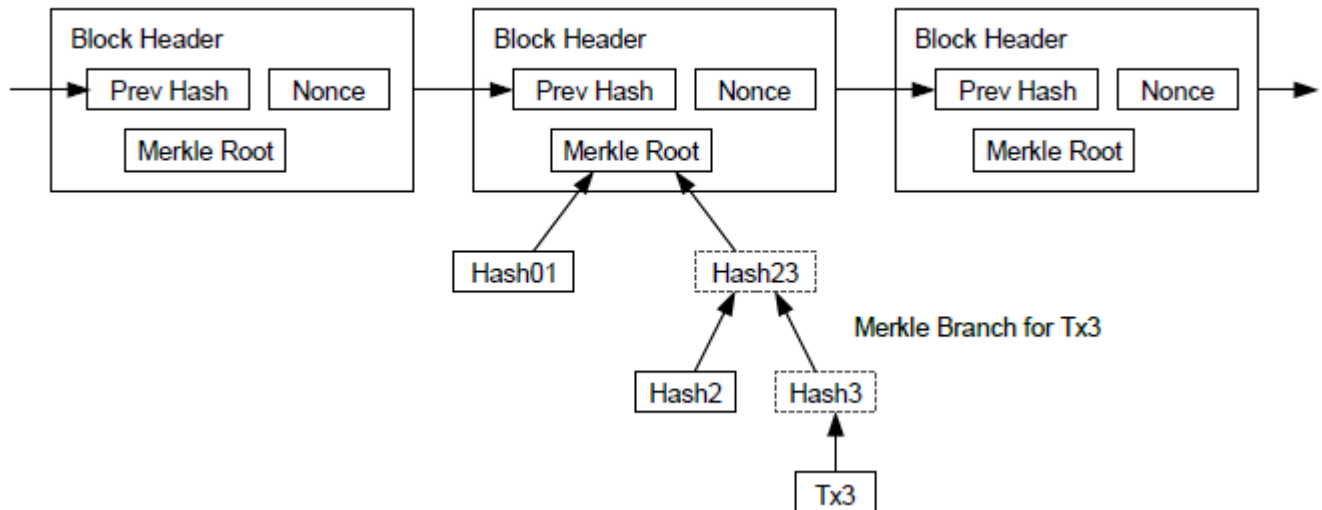 Block Header
Block Header
Block Header
Prev Hash
Nonce
Prev Hash
Nonce
Prev Hash
Nonce
Merkle Root
Merkle Root
Merkle Root
Hash01
Hash23
Merkle Branch for Tx3
Hash2
Hash3
Tx3